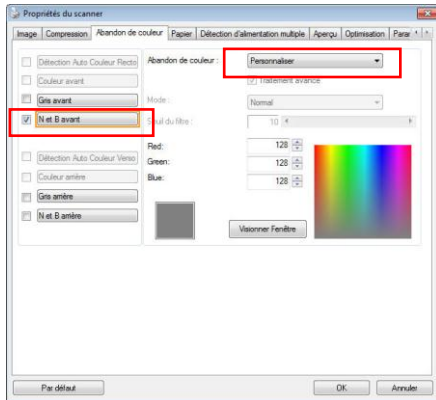 Propriétés du scanner
Image Compression Abandon de couleur Papier Détection d'alimentation multiple Aperçu Optimisation Parar
Détection Auto Couleur Recto
Couleur avant
Gris avant
N et B avant
Détection Auto Couleur Verso
Couleur arrière
Gris arrière
N et B arrière
Abandon de couleur : Personnaliser
Traitement avancé
Mode : Normal
Seuil du filtre : 10
Red: 128
Green: 128
Blue: 128
Visionner Fenêtre
Par défaut OK Annuler